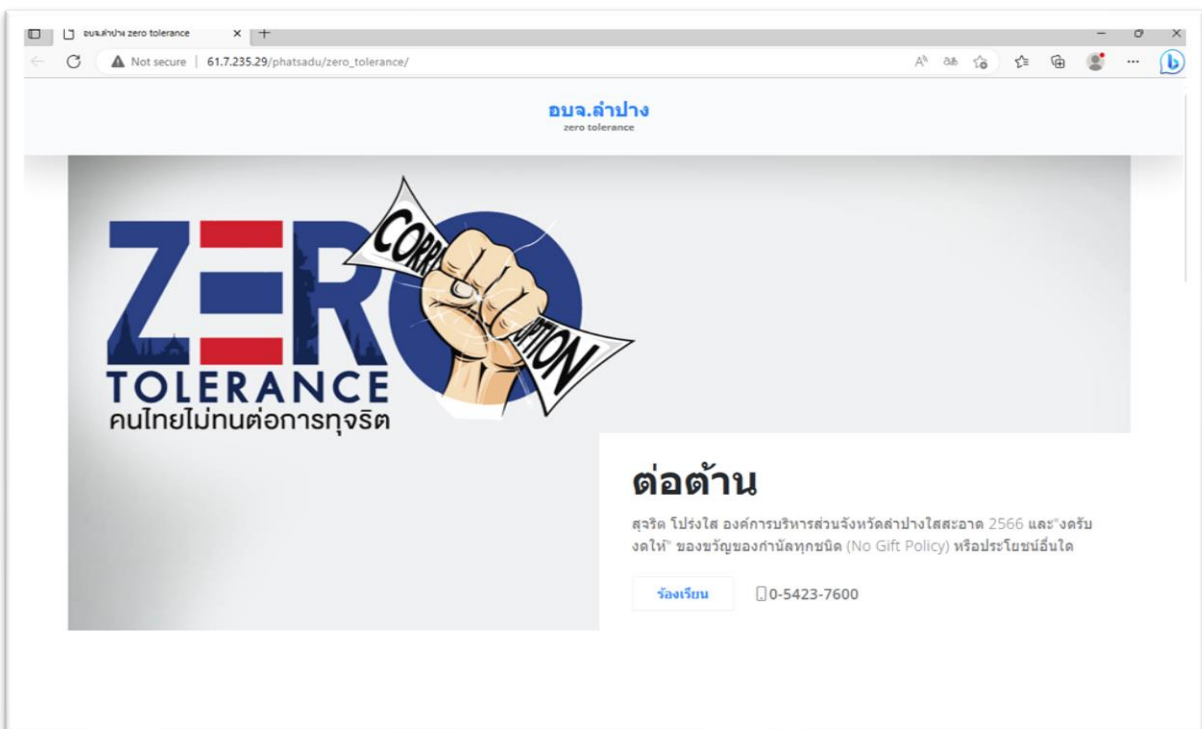 อบจ.ลำปาง zero tolerance
Not secure | 61.7.235.29/phatsadu/zero_tolerance/
อบจ.ลำปาง
zero tolerance
ZERO
CORRUPTION
TOLERANCE
คนไทยไม่ทนต่อการทุจริต
ต่อต้าน
สุจริต โปร่งใส องค์การบริหารส่วนจังหวัดลำปางใสสะอาด 2566 และ"งดรับ
งดให้" ของขวัญของกำนัลทุกชนิด (No Gift Policy) หรือประโยชน์อื่นใด
ร้องเรียน 0-5423-7600